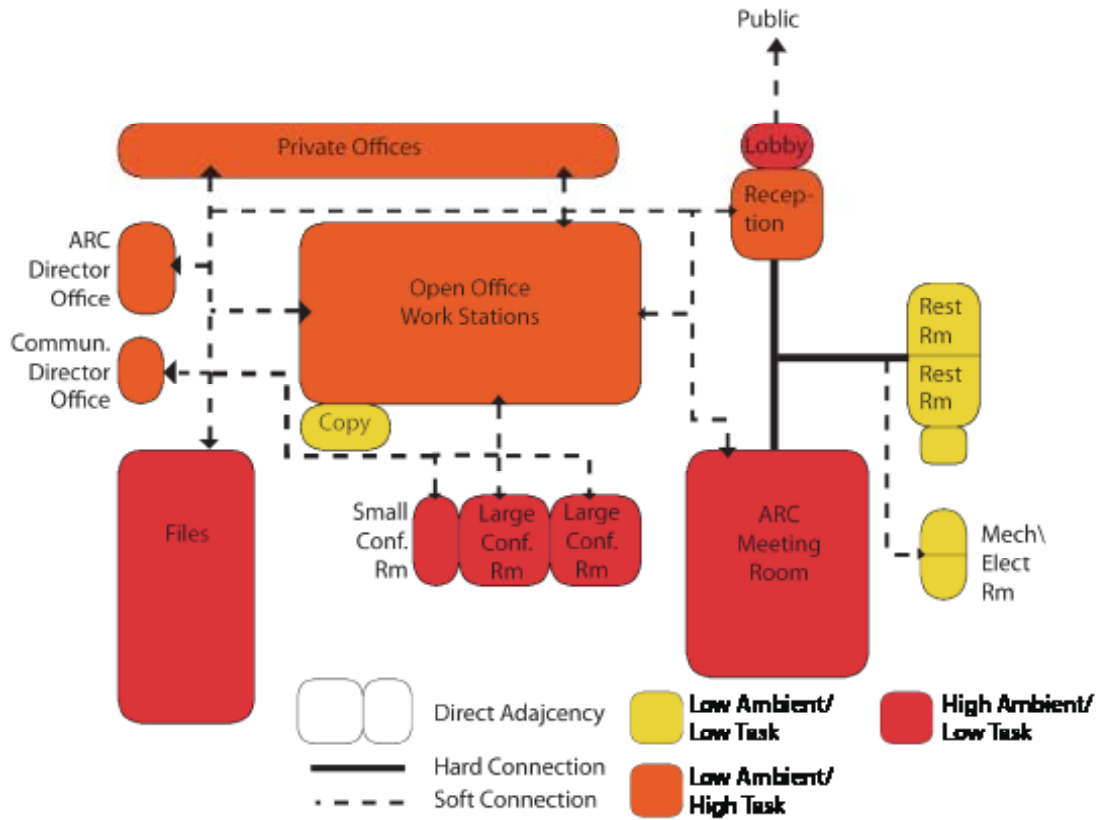 Public
Private Offices
Lobby
Recep-
tion
ARC
Director
Office
Open Office
Work Stations
Rest
Rm
Rest
Rm
Commun.
Director
Office
Copy
Files
Small
Conf.
Rm
Large
Conf.
Rm
Large
Conf.
Rm
ARC
Meeting
Room
Mech\
Elect
Rm
Direct Adajcency
Hard Connection
Soft Connection
Low Ambient/
Low Task
Low Ambient/
High Task
High Ambient/
Low Task